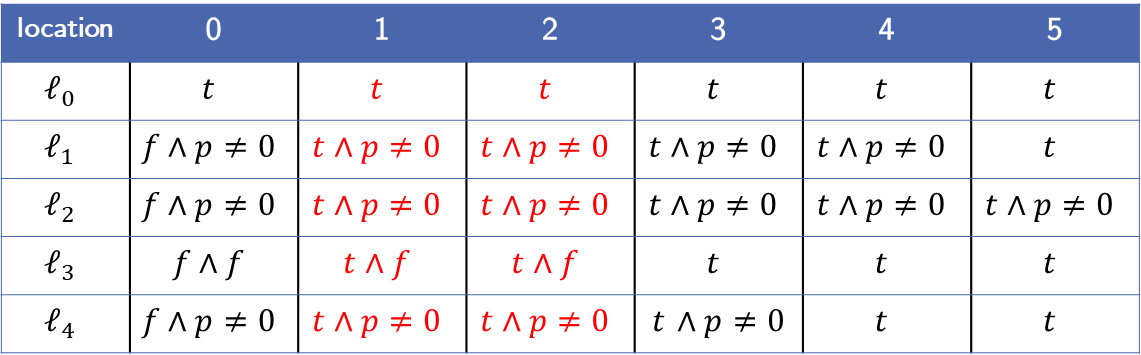 location 0 1 2 3 4 5
ℓ₀ t t t t t t
ℓ₁ f ∧ p ≠ 0 t ∧ p ≠ 0 t ∧ p ≠ 0 t ∧ p ≠ 0 t ∧ p ≠ 0 t
ℓ₂ f ∧ p ≠ 0 t ∧ p ≠ 0 t ∧ p ≠ 0 t ∧ p ≠ 0 t ∧ p ≠ 0 t ∧ p ≠ 0
ℓ₃ f ∧ f t ∧ f t ∧ f t t t
ℓ₄ f ∧ p ≠ 0 t ∧ p ≠ 0 t ∧ p ≠ 0 t ∧ p ≠ 0 t t